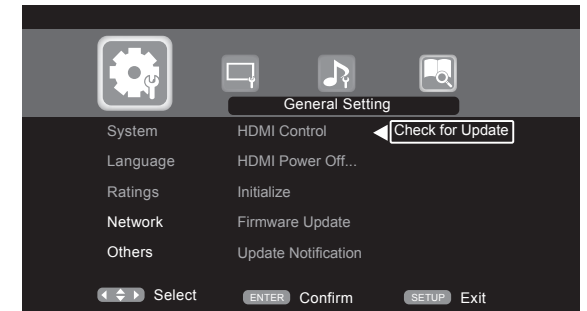 General Setting
System HDMI Control Check for Update
Language HDMI Power Off...
Ratings Initialize
Network Firmware Update
Others Update Notification
Select ENTER Confirm SETUP Exit